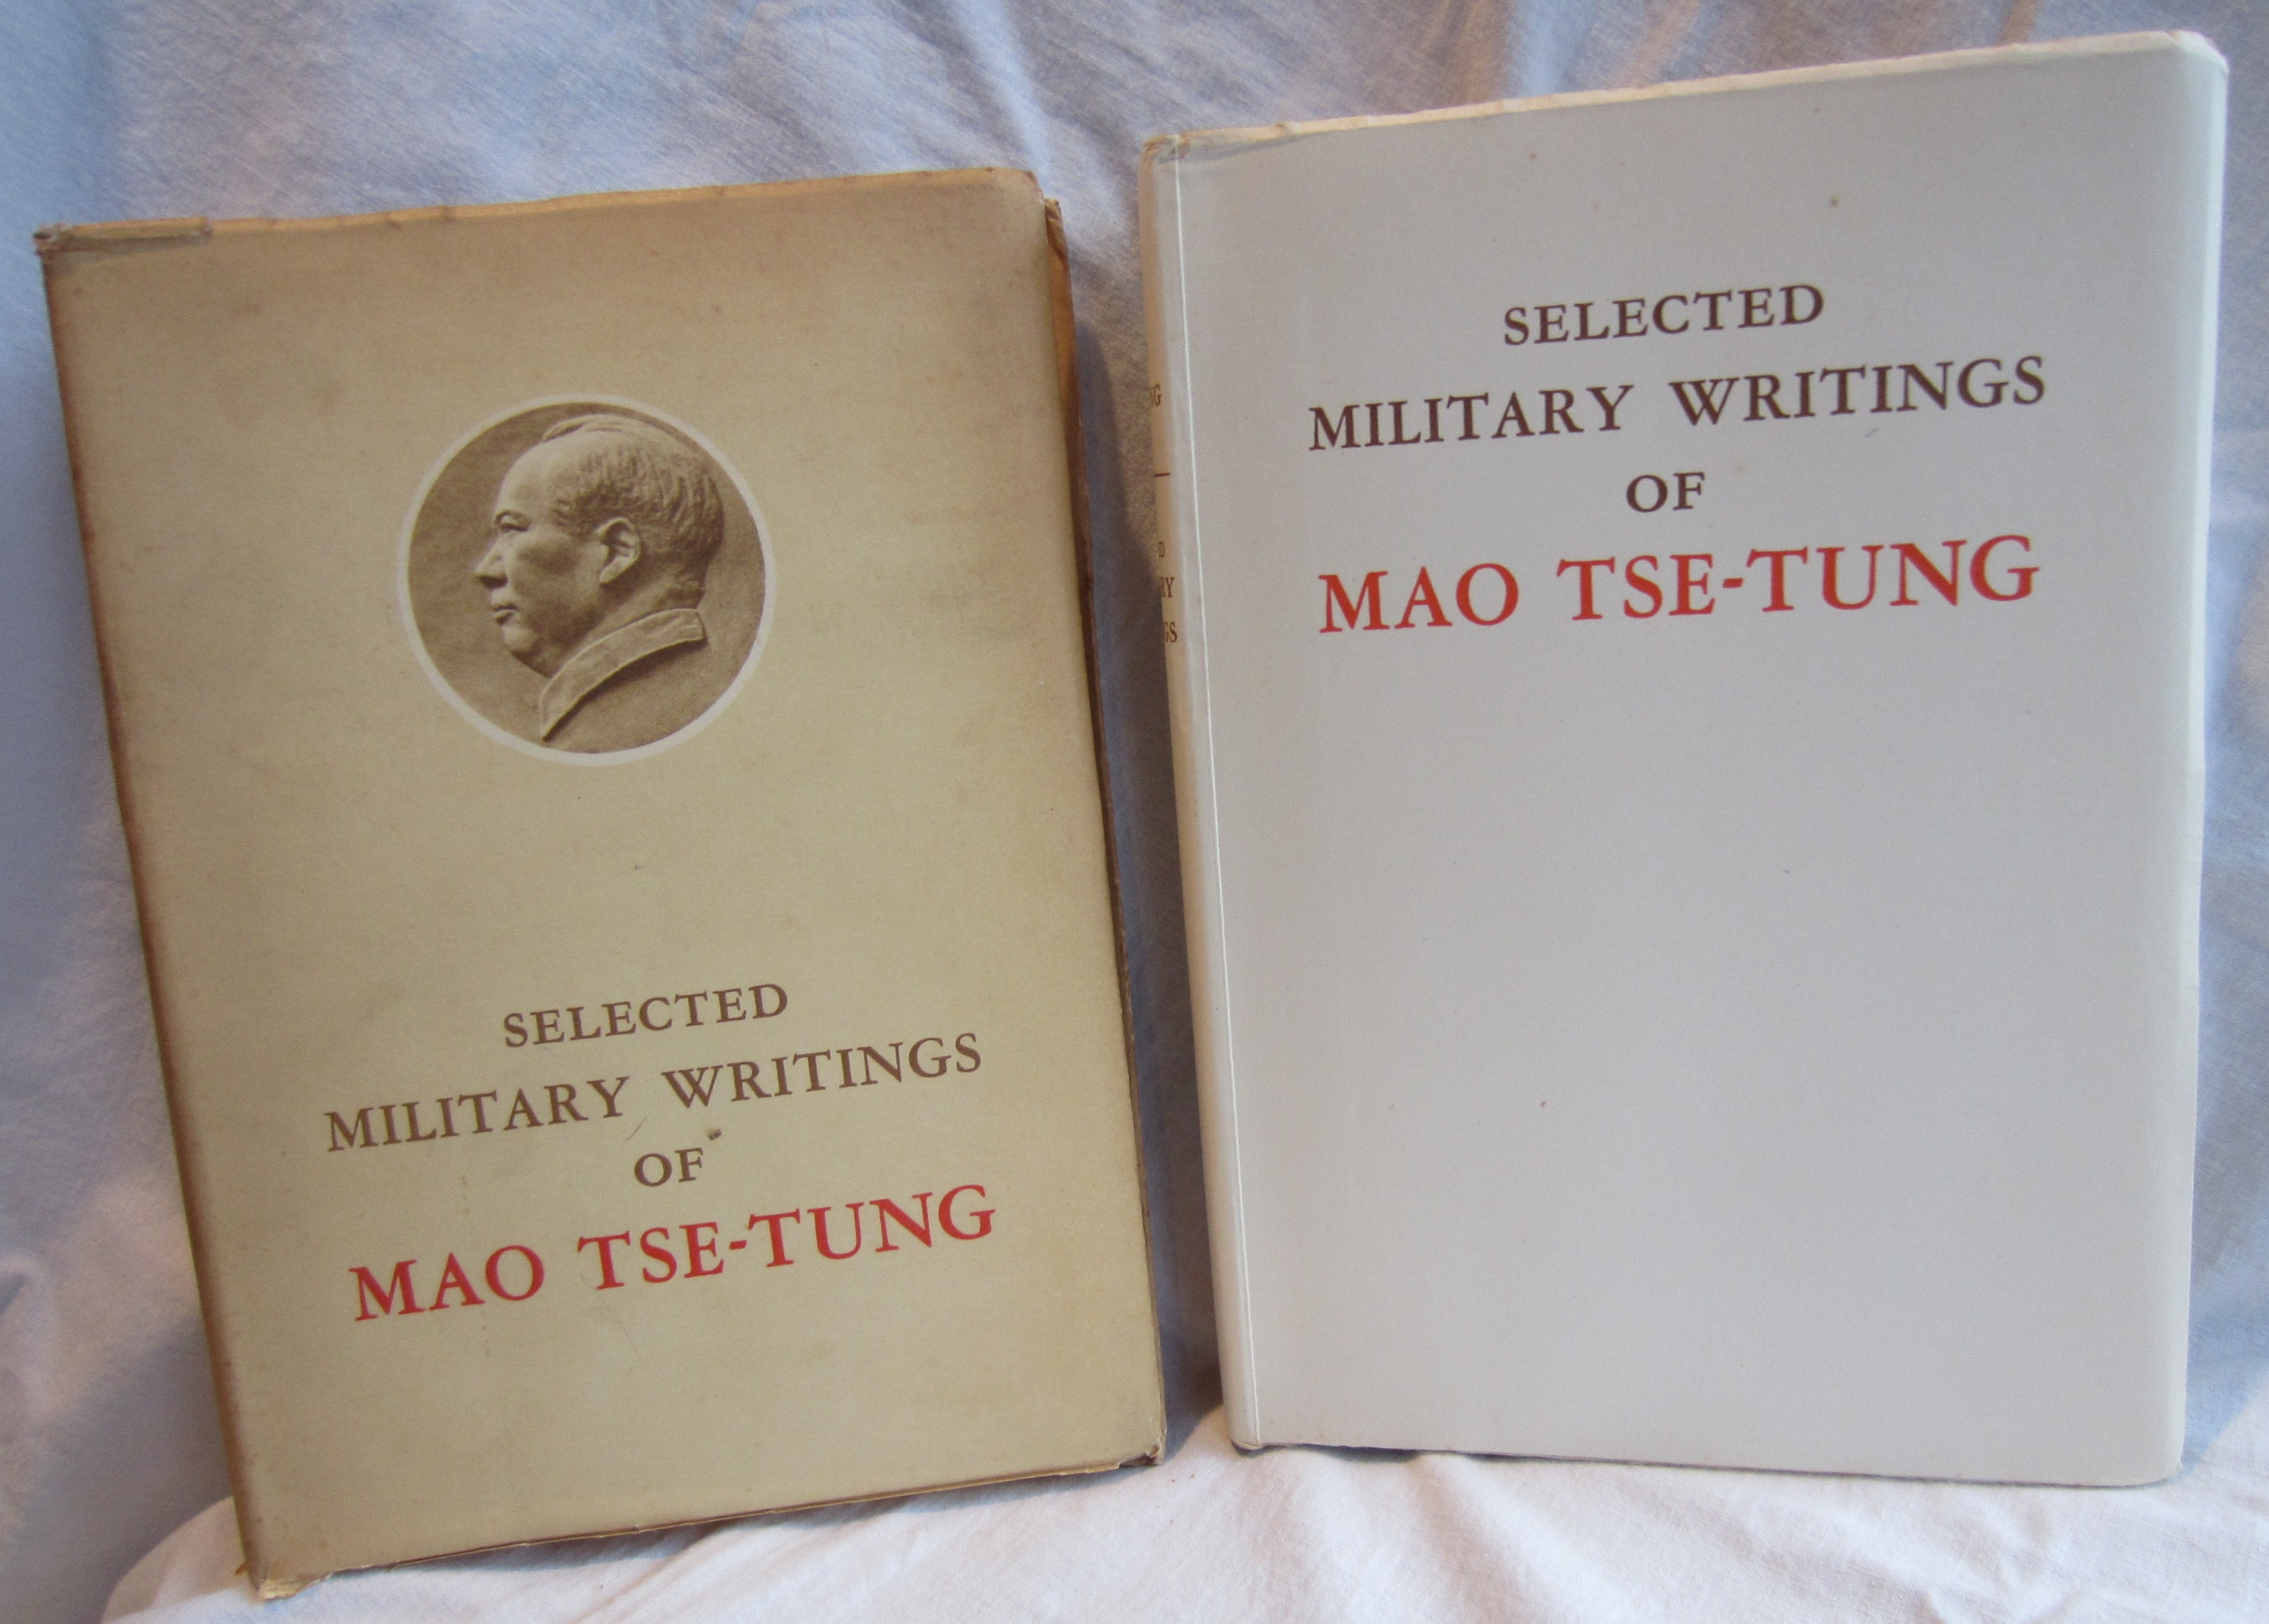 SELECTED
MILITARY WRITINGS
OF
MAO TSE-TUNG
SELECTED
MILITARY WRITINGS
OF
MAO TSE-TUNG